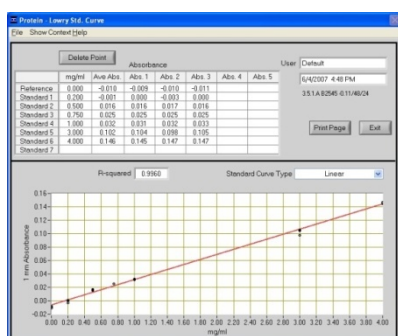 Protein - Lowry Std. Curve
File Show Context Help
Delete Point
Absorbance
User Default
6/4/2007 4:48 PM
3.5.1.A B2545 -0.11/40/24
Print Page Exit
mg/ml Ave Abs. Abs. 1 Abs. 2 Abs. 3 Abs. 4 Abs. 5
Reference 0.000 -0.010 -0.009 -0.010 -0.011
Standard 1 0.200 -0.001 0.000 -0.003 0.000
Standard 2 0.500 0.016 0.016 0.017 0.016
Standard 3 0.750 0.025 0.025 0.025 0.025
Standard 4 1.000 0.032 0.031 0.032 0.033
Standard 5 3.000 0.102 0.104 0.098 0.105
Standard 6 4.000 0.146 0.145 0.147 0.147
Standard 7
R-squared 0.9960 Standard Curve Type Linear
1 mm Absorbance
0.16
0.14
0.12
0.10
0.08
0.06
0.04
0.02
0.00
-0.02
0.00 0.20 0.40 0.60 0.80 1.00 1.20 1.40 1.60 1.80 2.00 2.20 2.40 2.60 2.80 3.00 3.20 3.40 3.60 3.80 4.00
mg/ml